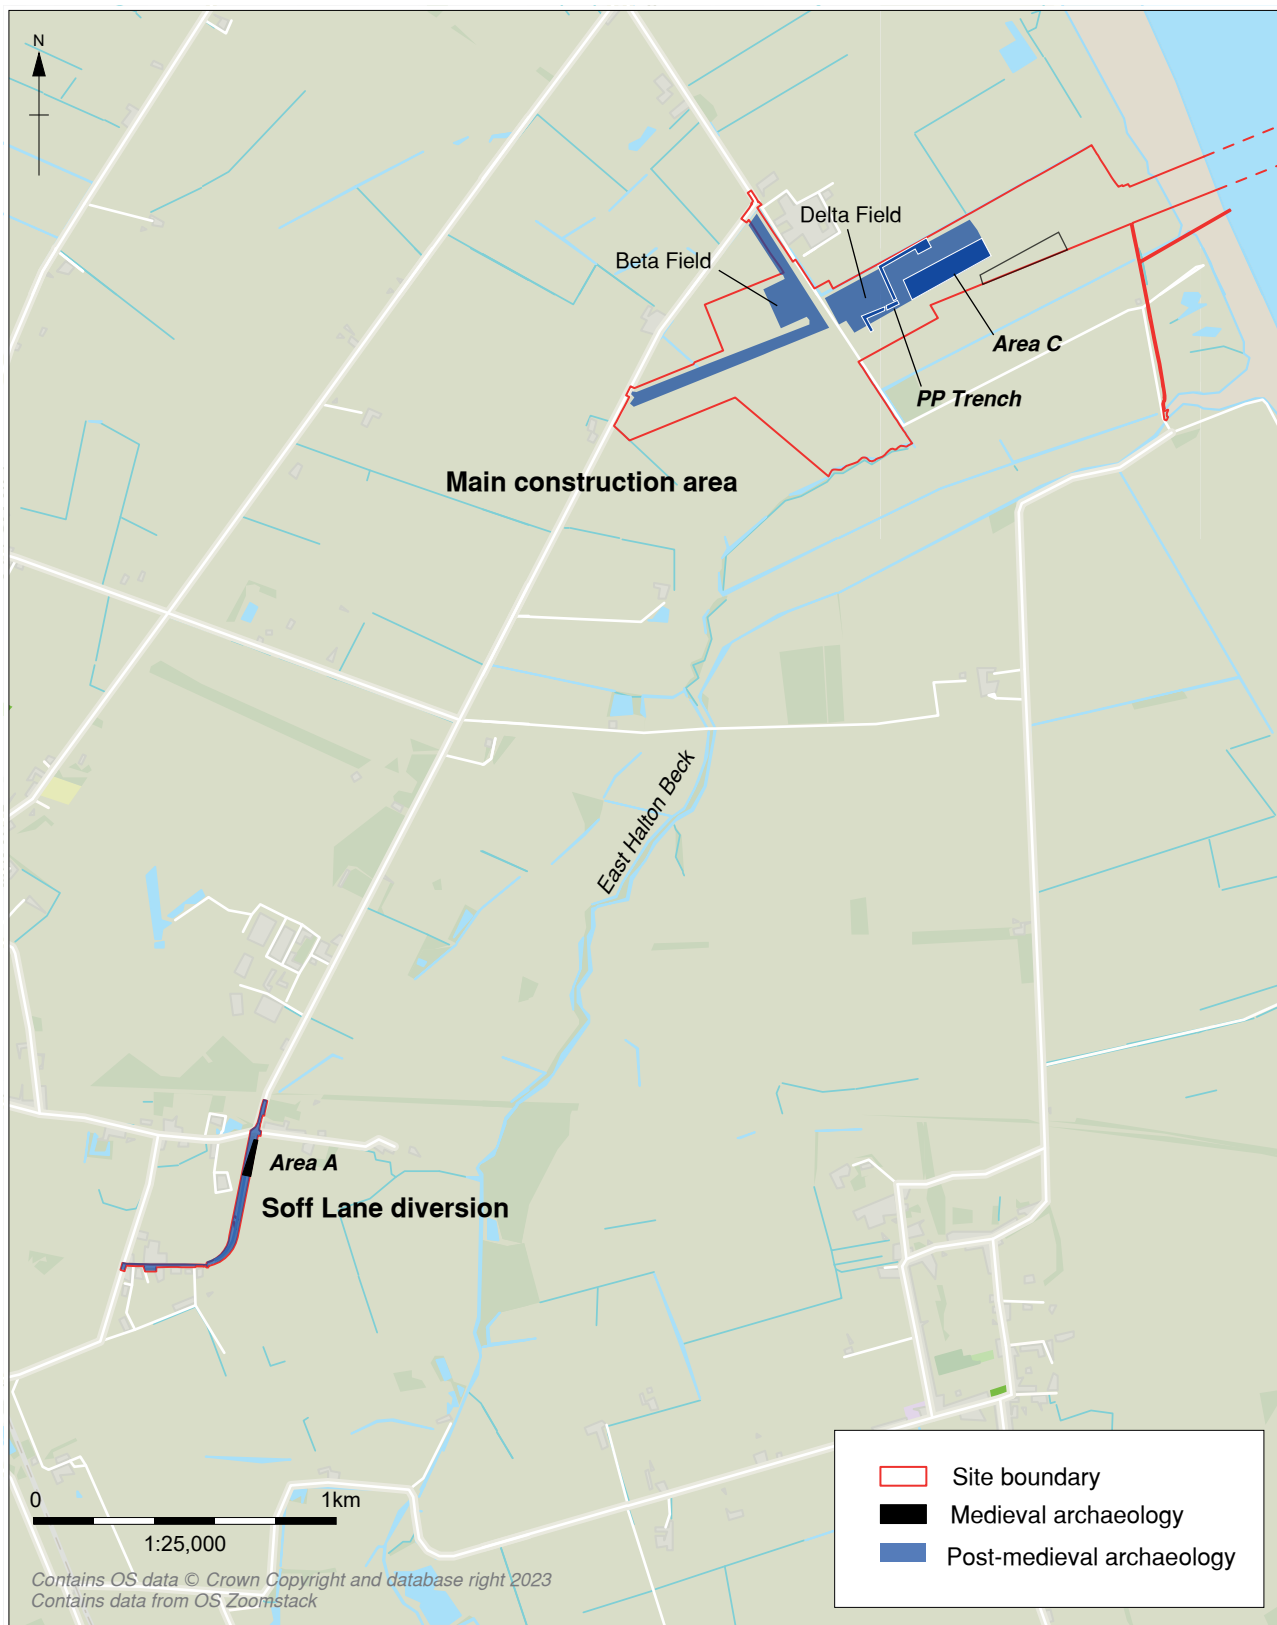 N
Delta Field
Beta Field
Area C
PP Trench
Main construction area
East Halton Beck
Area A
Soff Lane diversion
Site boundary
Medieval archaeology
Post-medieval archaeology
0 1km
1:25,000
Contains OS data © Crown Copyright and database right 2023
Contains data from OS Zoomstack